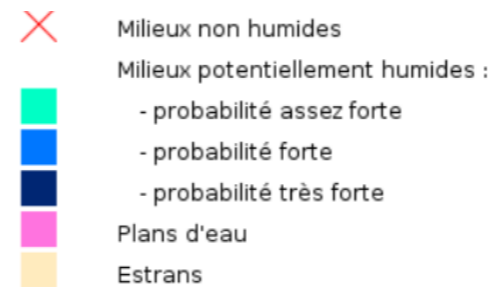 Milieux non humides
Milieux potentiellement humides :
- probabilité assez forte
- probabilité forte
- probabilité très forte
Plans d'eau
Estrans